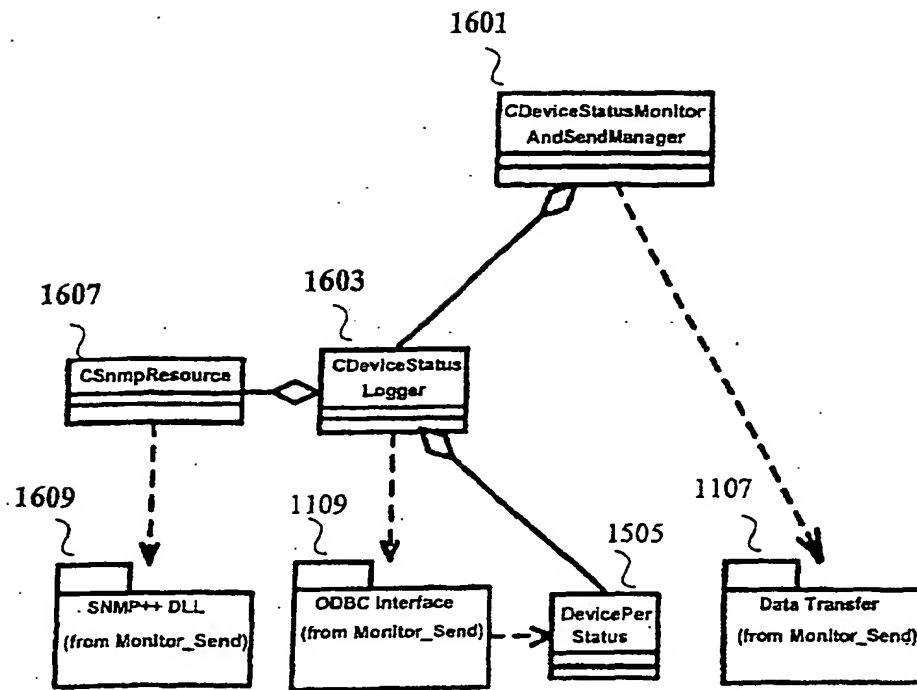 1601
CDeviceStatusMonitor
AndSendManager
1607
1603
CSnmpResource
CDeviceStatus
Logger
1609
1109
1505
1107
SNMP++ DLL
(from Monitor_Send)
ODBC Interface
(from Monitor_Send)
DevicePer
Status
Data Transfer
(from Monitor_Send)